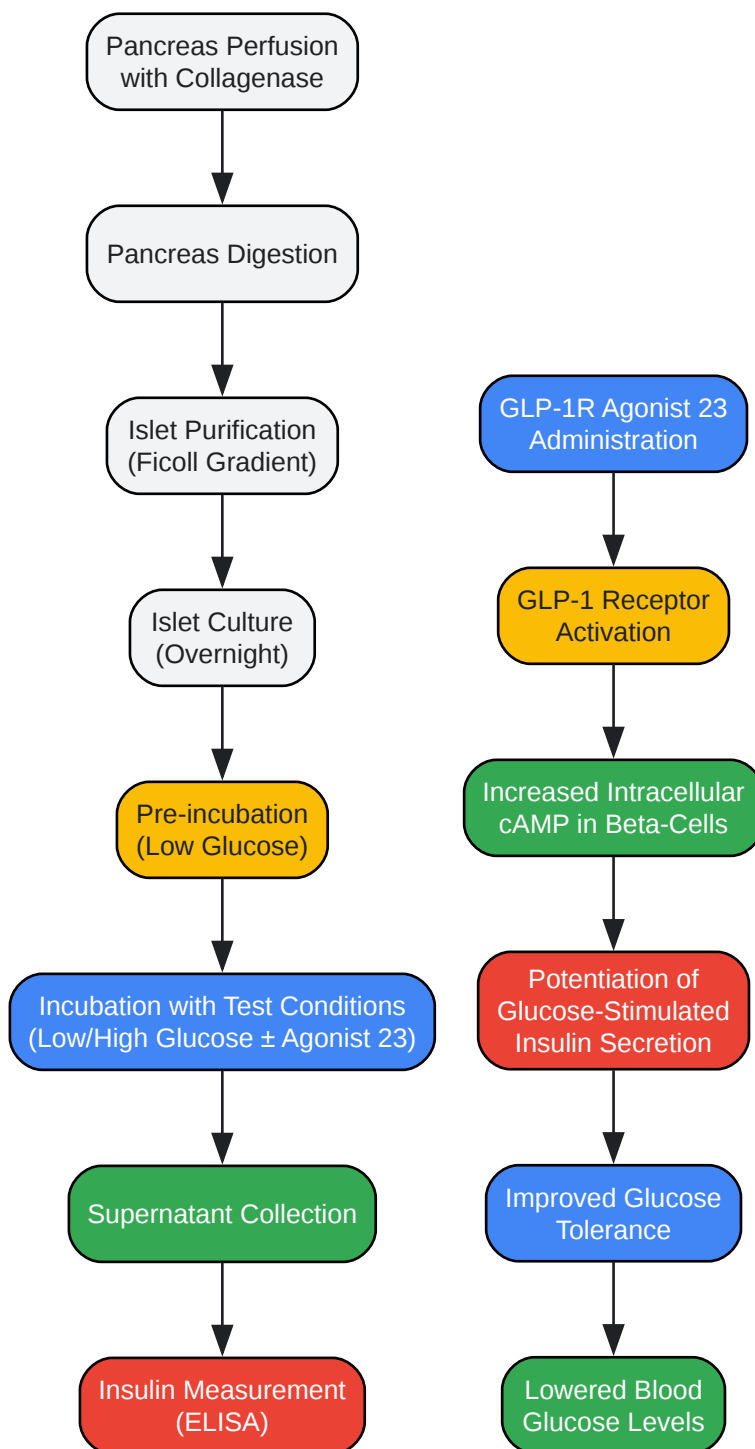 Pancreas Perfusion
with Collagenase
Pancreas Digestion
Islet Purification
(Ficoll Gradient)
Islet Culture
(Overnight)
Pre-incubation
(Low Glucose)
Incubation with Test Conditions
(Low/High Glucose ± Agonist 23)
Supernatant Collection
Insulin Measurement
(ELISA)
GLP-1R Agonist 23
Administration
GLP-1 Receptor
Activation
Increased Intracellular
cAMP in Beta-Cells
Potentiation of
Glucose-Stimulated
Insulin Secretion
Improved Glucose
Tolerance
Lowered Blood
Glucose Levels